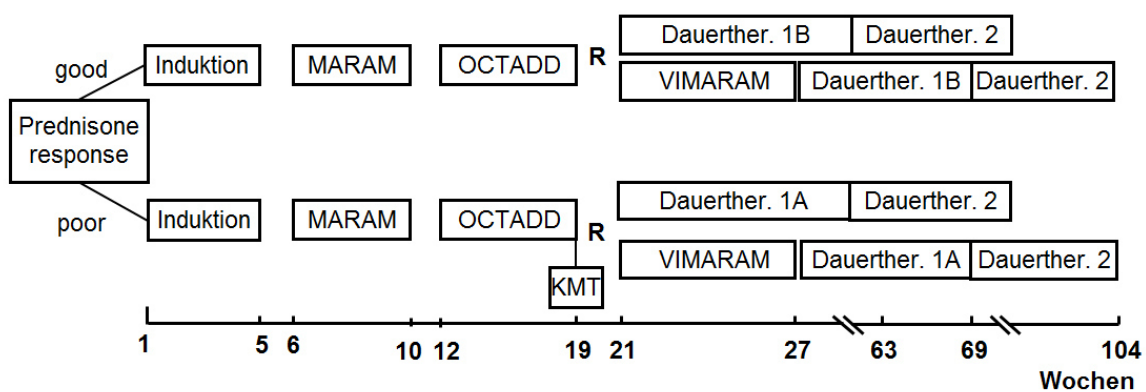 Dauerther. 1B Dauerther. 2
good Induktion MARAM OCTADD R
VIMARAM Dauerther. 1B Dauerther. 2
Prednisone
response
Dauerther. 1A Dauerther. 2
poor Induktion MARAM OCTADD R
VIMARAM Dauerther. 1A Dauerther. 2
KMT
1 5 6 10 12 19 21 27 63 69 104
Wochen